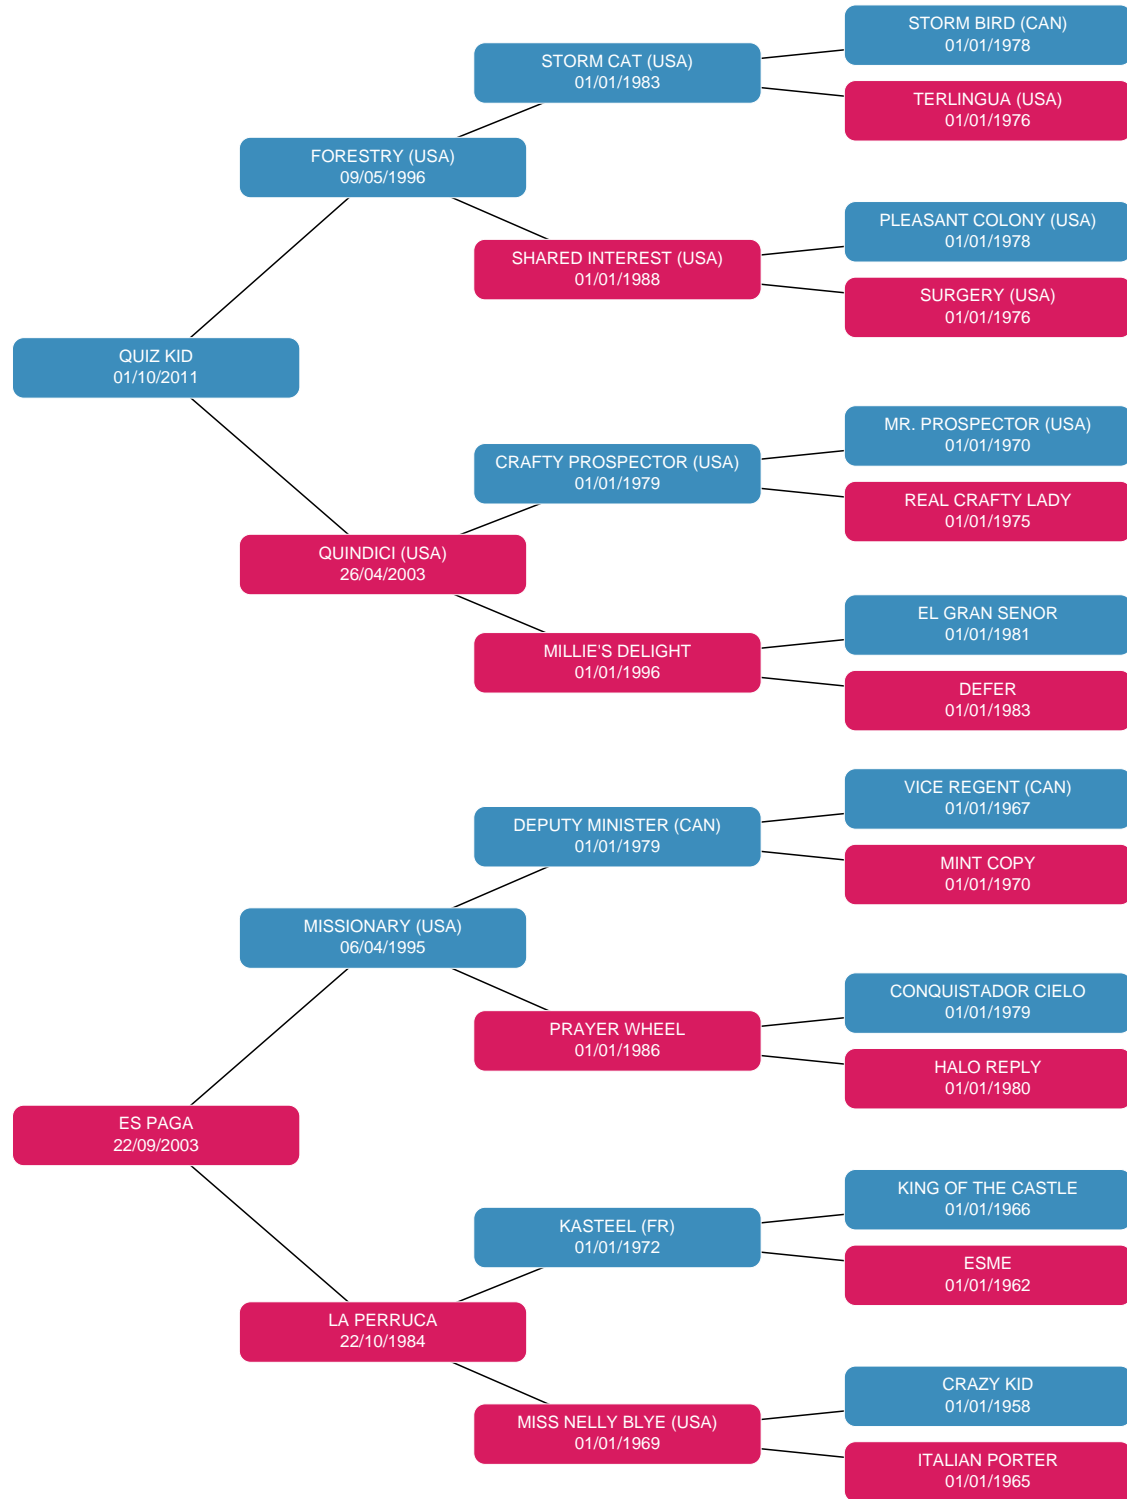 STORM BIRD (CAN)
01/01/1978
STORM CAT (USA)
01/01/1983
TERLINGUA (USA)
01/01/1976
FORESTRY (USA)
09/05/1996
PLEASANT COLONY (USA)
01/01/1978
SHARED INTEREST (USA)
01/01/1988
SURGERY (USA)
01/01/1976
QUIZ KID
01/10/2011
MR. PROSPECTOR (USA)
01/01/1970
CRAFTY PROSPECTOR (USA)
01/01/1979
REAL CRAFTY LADY
01/01/1975
QUINDICI (USA)
26/04/2003
EL GRAN SENOR
01/01/1981
MILLIE'S DELIGHT
01/01/1996
DEFER
01/01/1983
VICE REGENT (CAN)
01/01/1967
DEPUTY MINISTER (CAN)
01/01/1979
MINT COPY
01/01/1970
MISSIONARY (USA)
06/04/1995
CONQUISTADOR CIELO
01/01/1979
PRAYER WHEEL
01/01/1986
HALO REPLY
01/01/1980
ES PAGA
22/09/2003
KING OF THE CASTLE
01/01/1966
KASTEEL (FR)
01/01/1972
ESME
01/01/1962
LA PERRUCA
22/10/1984
CRAZY KID
01/01/1958
MISS NELLY BLYE (USA)
01/01/1969
ITALIAN PORTER
01/01/1965